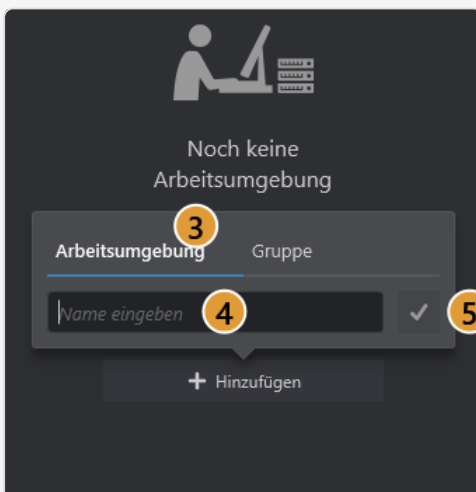 Noch keine
Arbeitsumgebung
3
Arbeitsumgebung Gruppe
Name eingeben 4 5
Hinzufügen